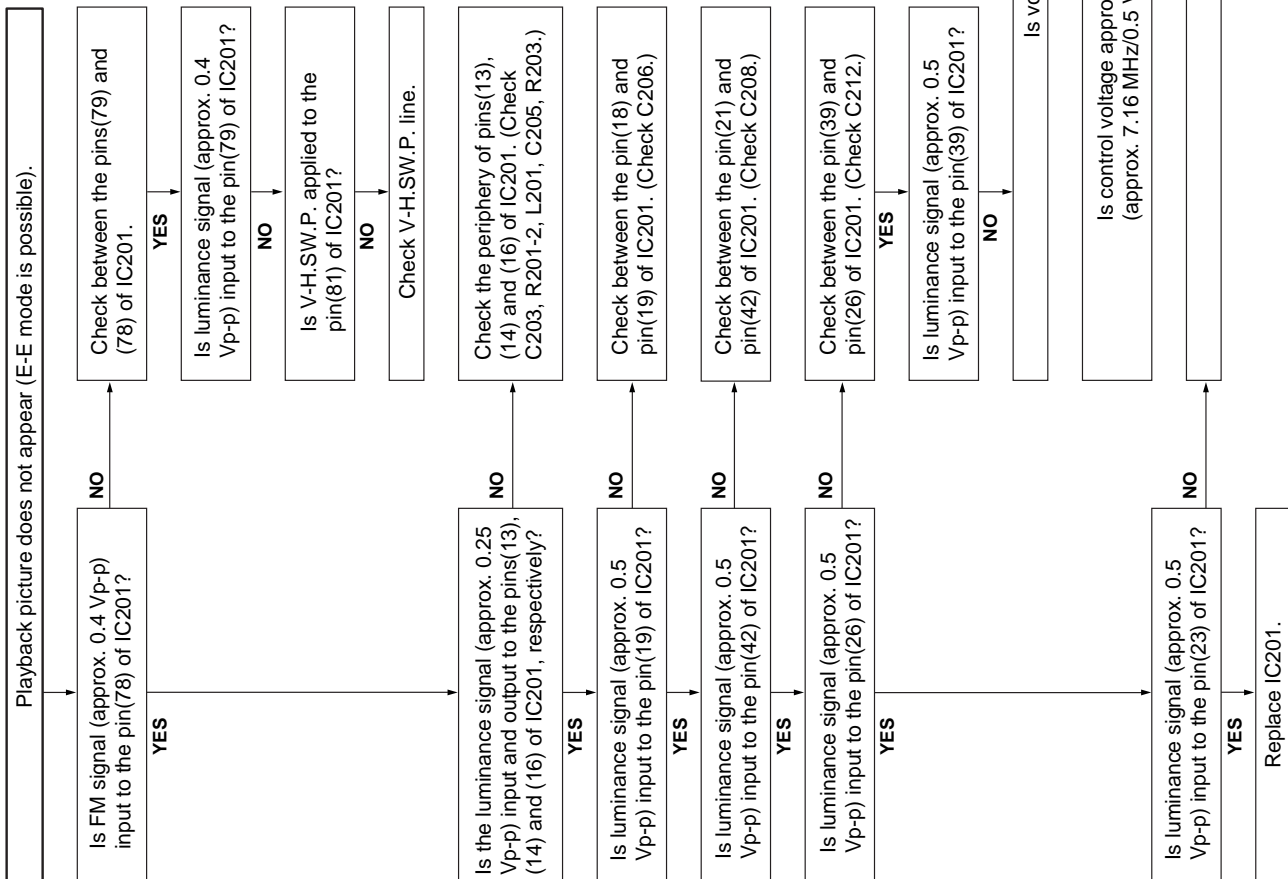 Playback picture does not appear (E-E mode is possible).
Is FM signal (approx. 0.4 Vp-p)
input to the pin(78) of IC201?
NO
YES
Check between the pins(79) and
(78) of IC201.
YES
Is luminance signal (approx. 0.4
Vp-p) input to the pin(79) of IC201?
NO
Is V-H.SW.P. applied to the
pin(81) of IC201?
NO
Check V-H.SW.P. line.
Is the luminance signal (approx. 0.25
Vp-p) input and output to the pins(13),
(14) and (16) of IC201, respectively?
NO
YES
Check the periphery of pins(13),
(14) and (16) of IC201. (Check
C203, R201-2, L201, C205, R203.)
Is luminance signal (approx. 0.5
Vp-p) input to the pin(19) of IC201?
NO
YES
Check between the pin(18) and
pin(19) of IC201. (Check C206.)
Is luminance signal (approx. 0.5
Vp-p) input to the pin(42) of IC201?
NO
YES
Check between the pin(21) and
pin(42) of IC201. (Check C208.)
Is luminance signal (approx. 0.5
Vp-p) input to the pin(26) of IC201?
NO
YES
Check between the pin(39) and
pin(26) of IC201. (Check C212.)
YES
Is luminance signal (approx. 0.5
Vp-p) input to the pin(39) of IC201?
NO
Is vo
Is control voltage appro
(approx. 7.16 MHz/0.5 V
Is luminance signal (approx. 0.5
Vp-p) input to the pin(23) of IC201?
NO
YES
Replace IC201.